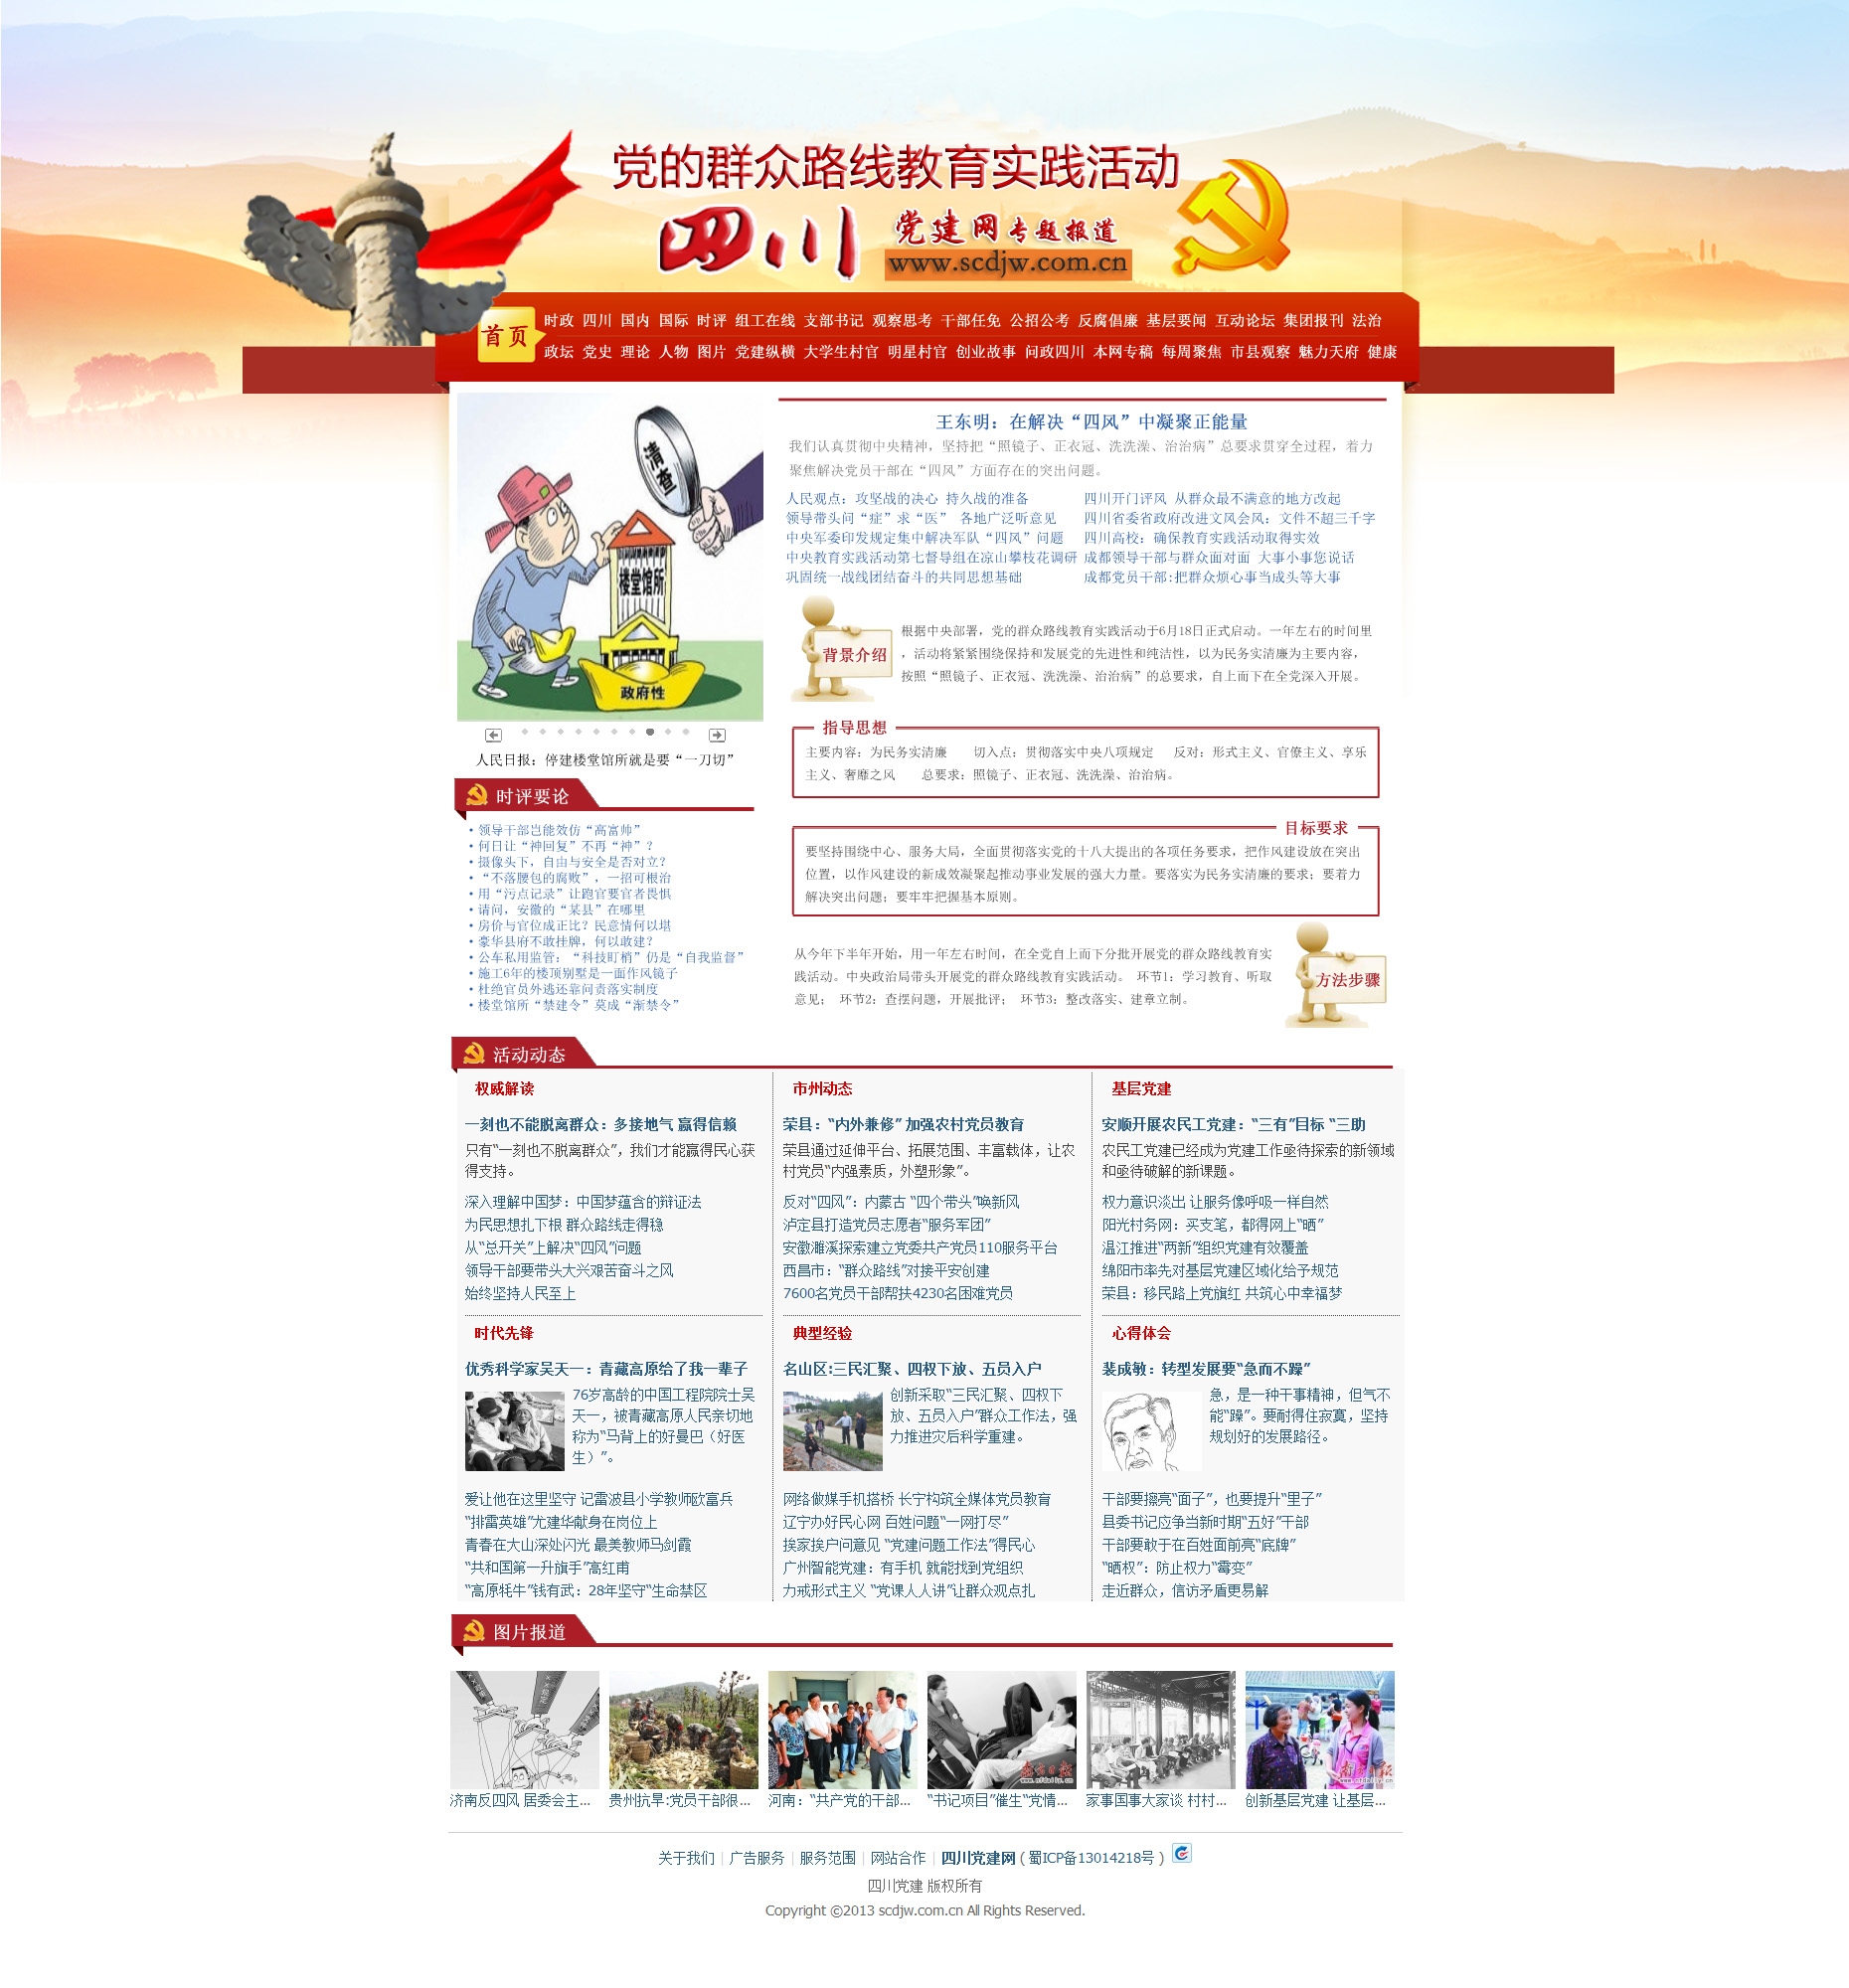 党的群众路线教育实践活动
四川 党建网专题报道
www.scdjw.com.cn
首页
时政 四川 国内 国际 时评 组工在线 支部书记 观察思考 干部任免 公招公考 反腐倡廉 基层要闻 互动论坛 集团报刊 法治
政坛 党史 理论 人物 图片 党建纵横 大学生村官 明星村官 创业故事 问政四川 本网专稿 每周聚焦 市县观察 魅力天府 健康
清查
楼堂馆所
政府性
人民日报：停建楼堂馆所就是要“一刀切”
王东明：在解决“四风”中凝聚正能量
我们认真贯彻中央精神，坚持把“照镜子、正衣冠、洗洗澡、治治病”总要求贯穿全过程，着力
聚焦解决党员干部在“四风”方面存在的突出问题。
人民观点：攻坚战的决心 持久战的准备
领导带头问“症”求“医” 各地广泛听意见
中央军委印发规定集中解决军队“四风”问题
中央教育实践活动第七督导组在凉山攀枝花调研
巩固统一战线团结奋斗的共同思想基础
四川开门评风 从群众最不满意的地方改起
四川省委省政府改进文风会风：文件不超三千字
四川高校：确保教育实践活动取得实效
成都领导干部与群众面对面 大事小事您说话
成都党员干部:把群众烦心事当成头等大事
背景介绍
根据中央部署，党的群众路线教育实践活动于6月18日正式启动。一年左右的时间里
，活动将紧紧围绕保持和发展党的先进性和纯洁性，以为民务实清廉为主要内容，
按照“照镜子、正衣冠、洗洗澡、治治病”的总要求，自上而下在全党深入开展。
指导思想
主要内容：为民务实清廉 切入点：贯彻落实中央八项规定 反对：形式主义、官僚主义、享乐
主义、奢靡之风 总要求：照镜子、正衣冠、洗洗澡、治治病。
目标要求
要坚持围绕中心、服务大局，全面贯彻落实党的十八大提出的各项任务要求，把作风建设放在突出
位置，以作风建设的新成效凝聚起推动事业发展的强大力量。要落实为民务实清廉的要求；要着力
解决突出问题；要牢牢把握基本原则。
从今年下半年开始，用一年左右时间，在全党自上而下分批开展党的群众路线教育实
践活动。中央政治局带头开展党的群众路线教育实践活动。 环节1：学习教育、听取
意见； 环节2：查摆问题，开展批评； 环节3：整改落实、建章立制。
方法步骤
时评要论
• 领导干部岂能效仿“高富帅”
• 何日让“神回复”不再“神”？
• 摄像头下，自由与安全是否对立？
• “不落腰包的腐败”，一招可根治
• 用“污点记录”让跑官要官者畏惧
• 请问，安徽的“某县”在哪里
• 房价与官位成正比？民意情何以堪
• 豪华县府不敢挂牌，何以敢建？
• 公车私用监管：“科技盯梢”仍是“自我监督”
• 施工6年的楼顶别墅是一面作风镜子
• 杜绝官员外逃还靠问责落实制度
• 楼堂馆所“禁建令”莫成“渐禁令”
活动动态
权威解读
一刻也不能脱离群众：多接地气 赢得信赖
只有“一刻也不脱离群众”，我们才能赢得民心获
得支持。
深入理解中国梦：中国梦蕴含的辩证法
为民思想扎下根 群众路线走得稳
从“总开关”上解决“四风”问题
领导干部要带头大兴艰苦奋斗之风
始终坚持人民至上
市州动态
荣县：“内外兼修” 加强农村党员教育
荣县通过延伸平台、拓展范围、丰富载体，让农
村党员“内强素质，外塑形象”。
反对“四风”：内蒙古 “四个带头”唤新风
泸定县打造党员志愿者“服务军团”
安徽濉溪探索建立党委共产党员110服务平台
西昌市：“群众路线”对接平安创建
7600名党员干部帮扶4230名困难党员
基层党建
安顺开展农民工党建：“三有”目标 “三助
农民工党建已经成为党建工作亟待探索的新领域
和亟待破解的新课题。
权力意识淡出 让服务像呼吸一样自然
阳光村务网：买支笔，都得网上“晒”
温江推进“两新”组织党建有效覆盖
绵阳市率先对基层党建区域化给予规范
荣县：移民路上党旗红 共筑心中幸福梦
时代先锋
优秀科学家吴天一：青藏高原给了我一辈子
76岁高龄的中国工程院院士吴
天一，被青藏高原人民亲切地
称为“马背上的好曼巴（好医
生）”。
爱让他在这里坚守 记雷波县小学教师欧富兵
“排雷英雄”尤建华献身在岗位上
青春在大山深处闪光 最美教师马剑霞
“共和国第一升旗手”高红甫
“高原牦牛”钱有武：28年坚守“生命禁区
典型经验
名山区:三民汇聚、四权下放、五员入户
创新采取“三民汇聚、四权下
放、五员入户”群众工作法，强
力推进灾后科学重建。
网络做媒手机搭桥 长宁构筑全媒体党员教育
辽宁办好民心网 百姓问题“一网打尽”
挨家挨户问意见 “党建问题工作法”得民心
广州智能党建：有手机 就能找到党组织
力戒形式主义 “党课人人讲”让群众观点扎
心得体会
裴成敏：转型发展要“急而不躁”
急，是一种干事精神，但气不
能“躁”。要耐得住寂寞，坚持
规划好的发展路径。
干部要擦亮“面子”，也要提升“里子”
县委书记应争当新时期“五好”干部
干部要敢于在百姓面前亮“底牌”
“晒权”：防止权力“霉变”
走近群众，信访矛盾更易解
图片报道
济南反四风 居委会主...
贵州抗旱:党员干部很...
河南：“共产党的干部...
“书记项目”催生“党情...
家事国事大家谈 村村...
创新基层党建 让基层...
关于我们 | 广告服务 | 服务范围 | 网站合作 | 四川党建网 ( 蜀ICP备13014218号 )
四川党建 版权所有
Copyright ©2013 scdjw.com.cn All Rights Reserved.